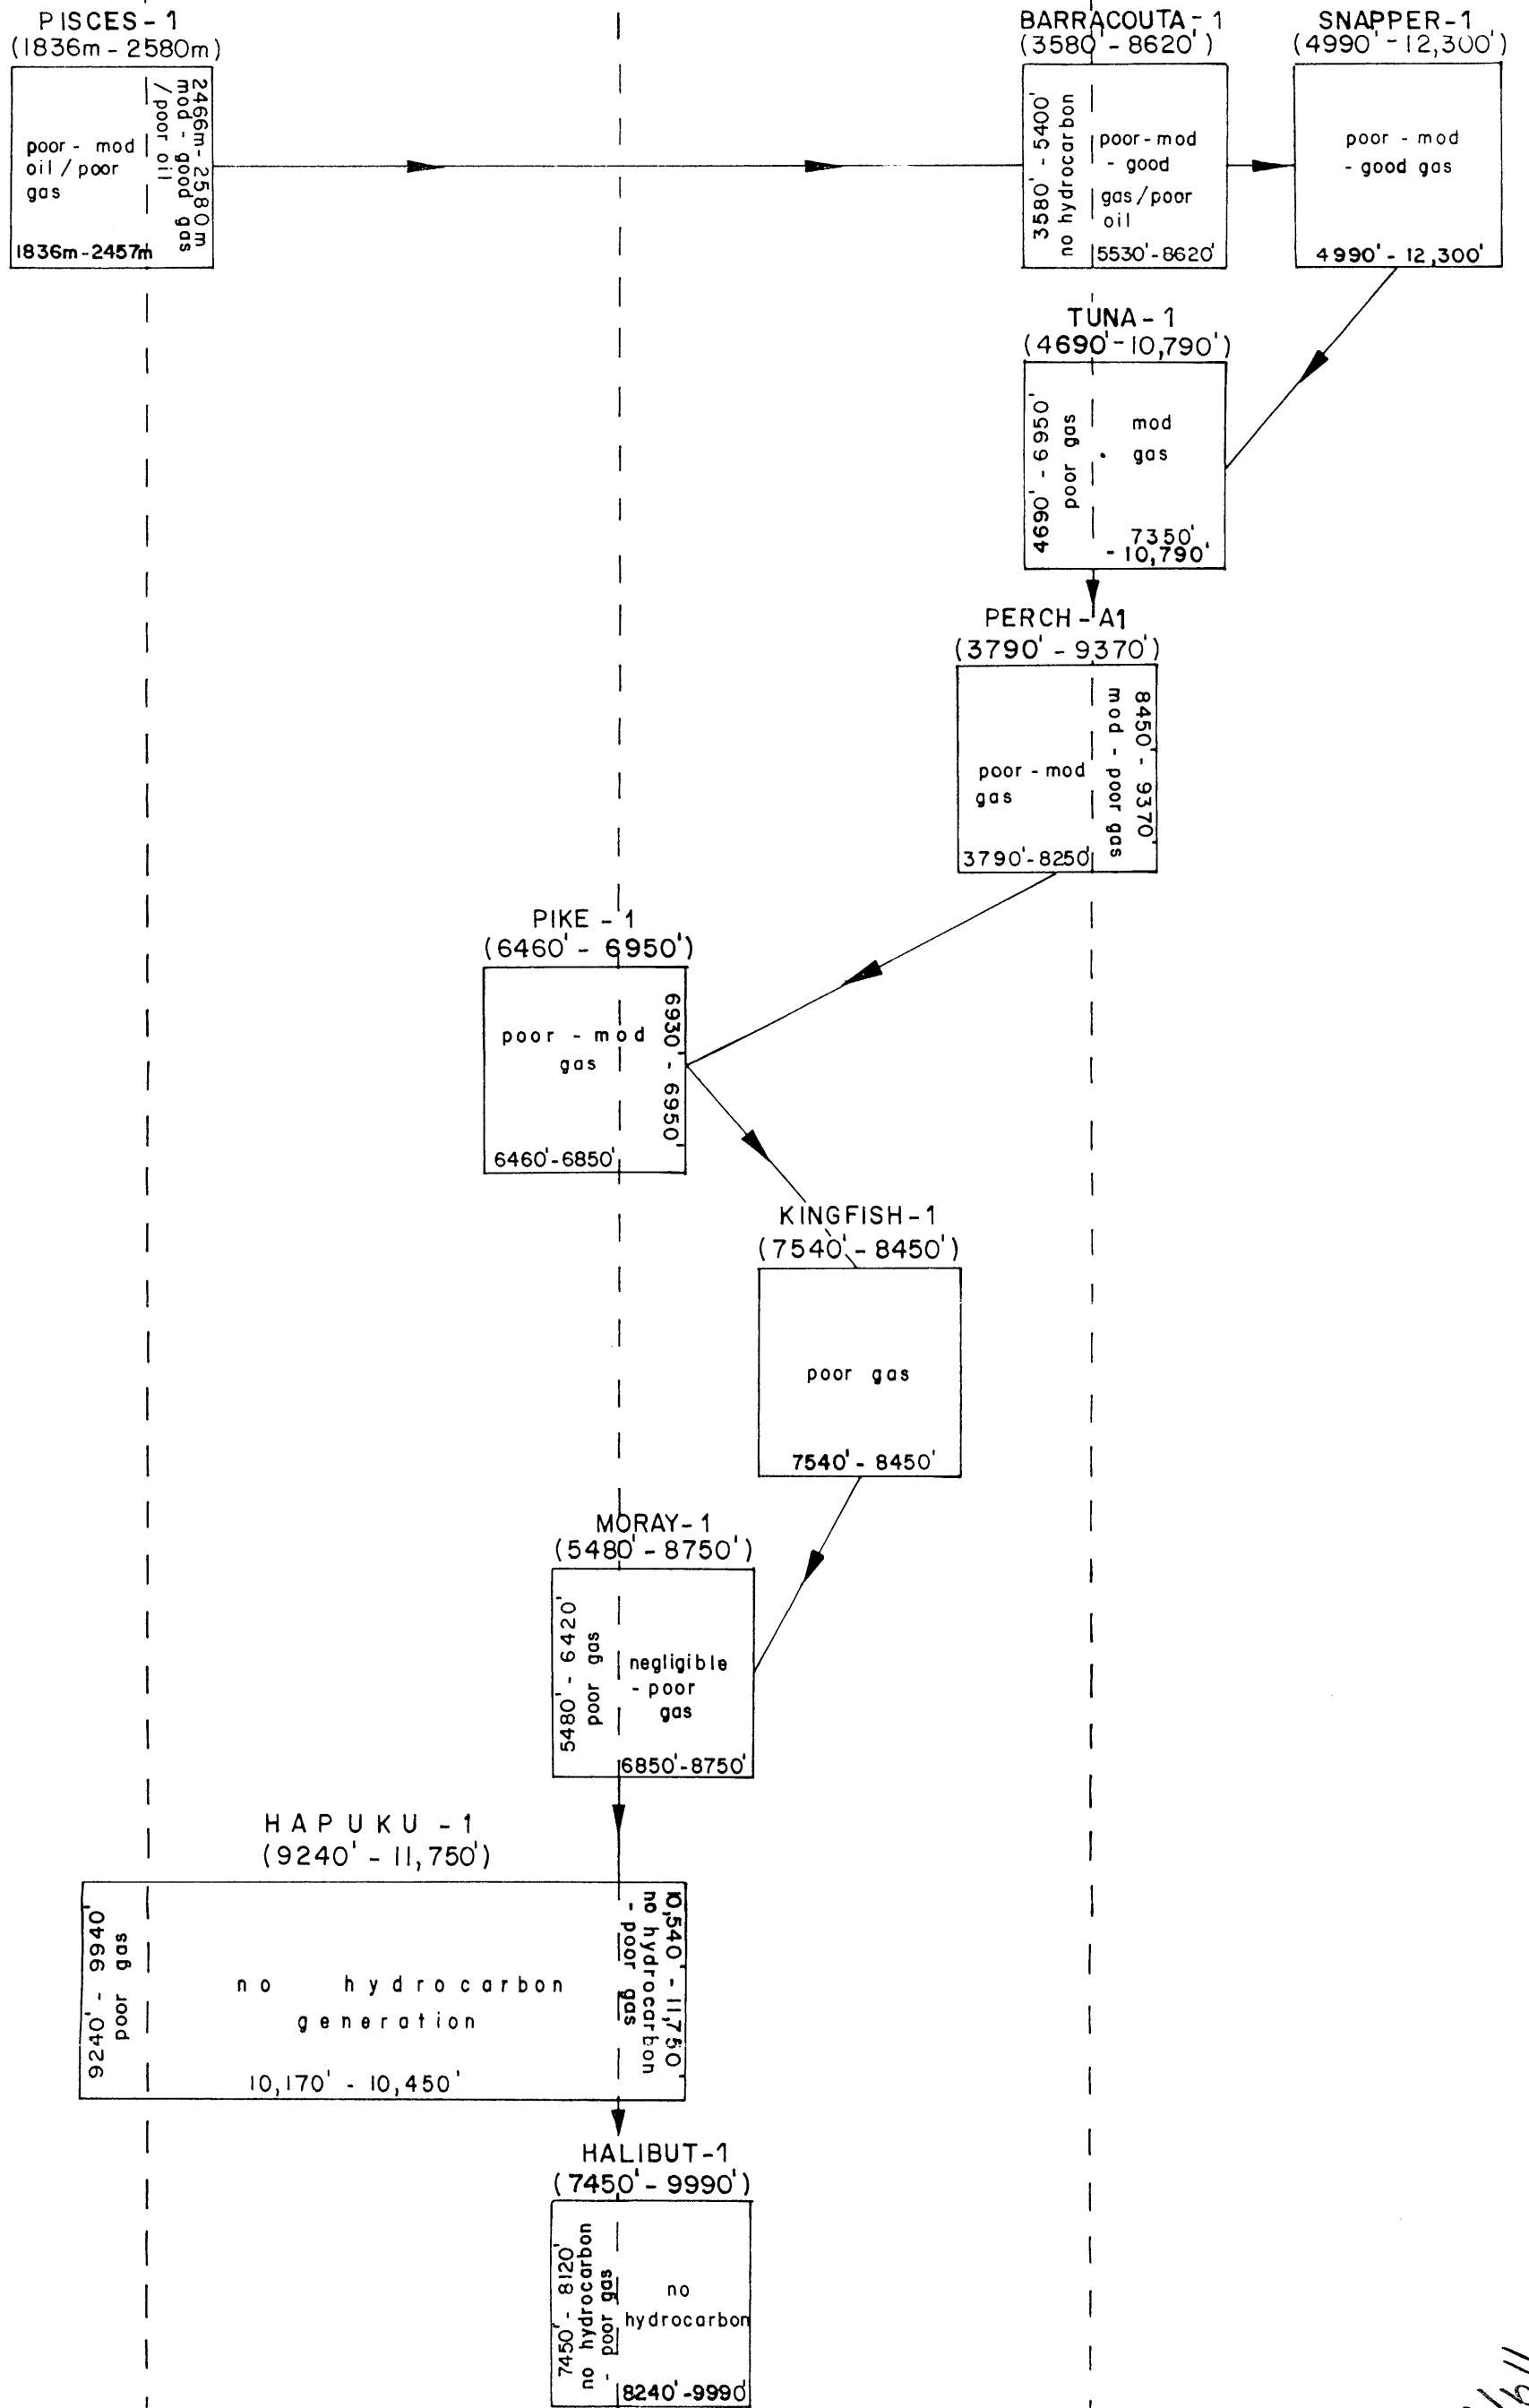 PISCES-1
(1836m - 2580m)
poor - mod
oil / poor
gas
1836m-2457m
2466m-2580m
mod - good gas
/poor oil
BARRACOUTA-1
(3580' - 8620')
3580' - 5400'
no hydrocarbon
poor-mod
- good
gas/poor
oil
5530'-8620'
SNAPPER-1
(4990' - 12,300')
poor - mod
- good gas
4990' - 12,300'
TUNA-1
(4690' - 10,790')
4690' - 6950'
poor gas
mod
gas
7350'
- 10,790'
PERCH-A1
(3790' - 9370')
poor - mod
gas
3790'-8250'
8450' - 9370'
mod - poor gas
PIKE - 1
(6460' - 6950')
poor - mod
gas
6460'-6850'
6930' - 6950'
KINGFISH-1
(7540' - 8450')
poor gas
7540' - 8450'
MORAY-1
(5480' - 8750')
5480' - 6420'
poor gas
negligible
- poor
gas
6850'-8750'
HAPUKU -1
(9240' - 11,750')
9240' - 9940'
poor gas
no hydrocarbon
generation
10,170' - 10,450'
10,540' - 11,750'
no hydrocarbon
- poor gas
HALIBUT-1
(7450' - 9990')
7450' - 8120'
no hydrocarbon
- poor gas
no
hydrocarbon
8240'-9990'